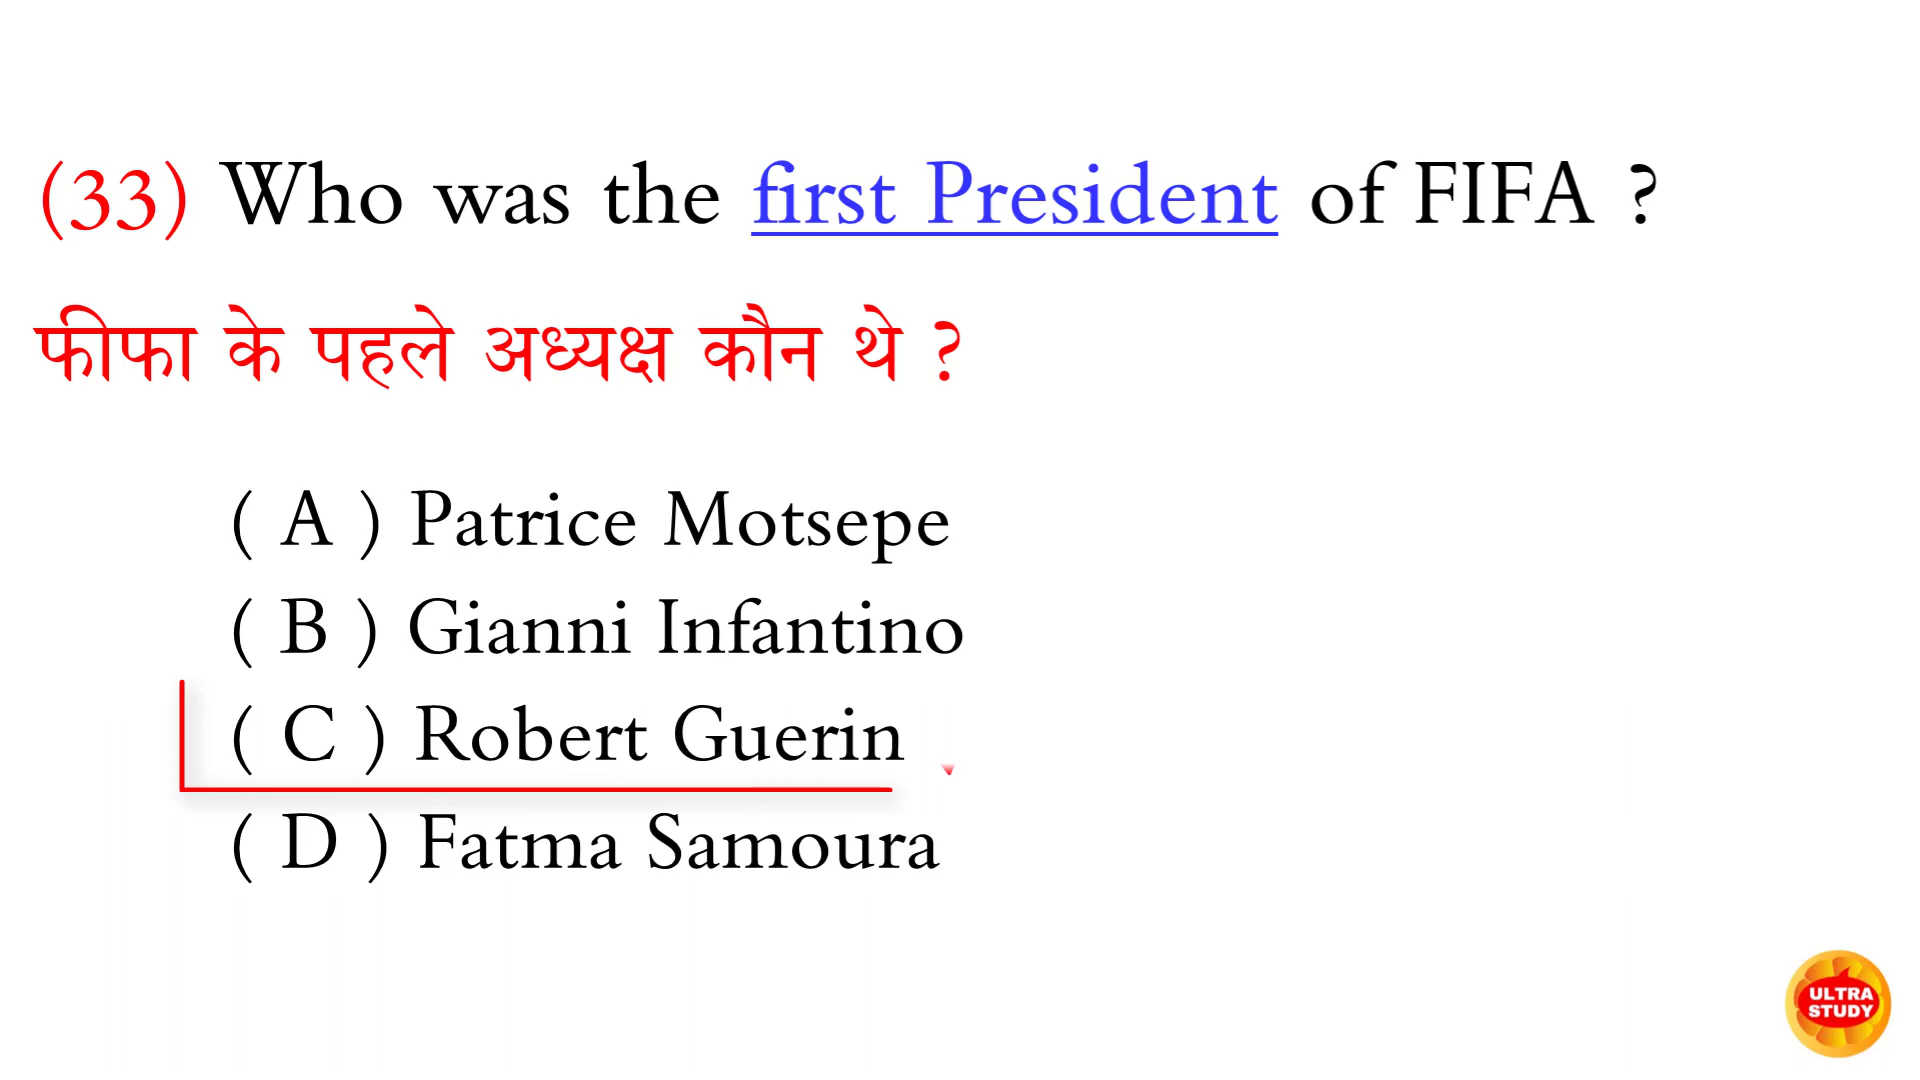 (33) Who was the first President of FIFA ?
फीफा के पहले अध्यक्ष कौन थे ?
( A ) Patrice Motsepe
( B ) Gianni Infantino
( C ) Robert Guerin
( D ) Fatma Samoura
ULTRA
STUDY